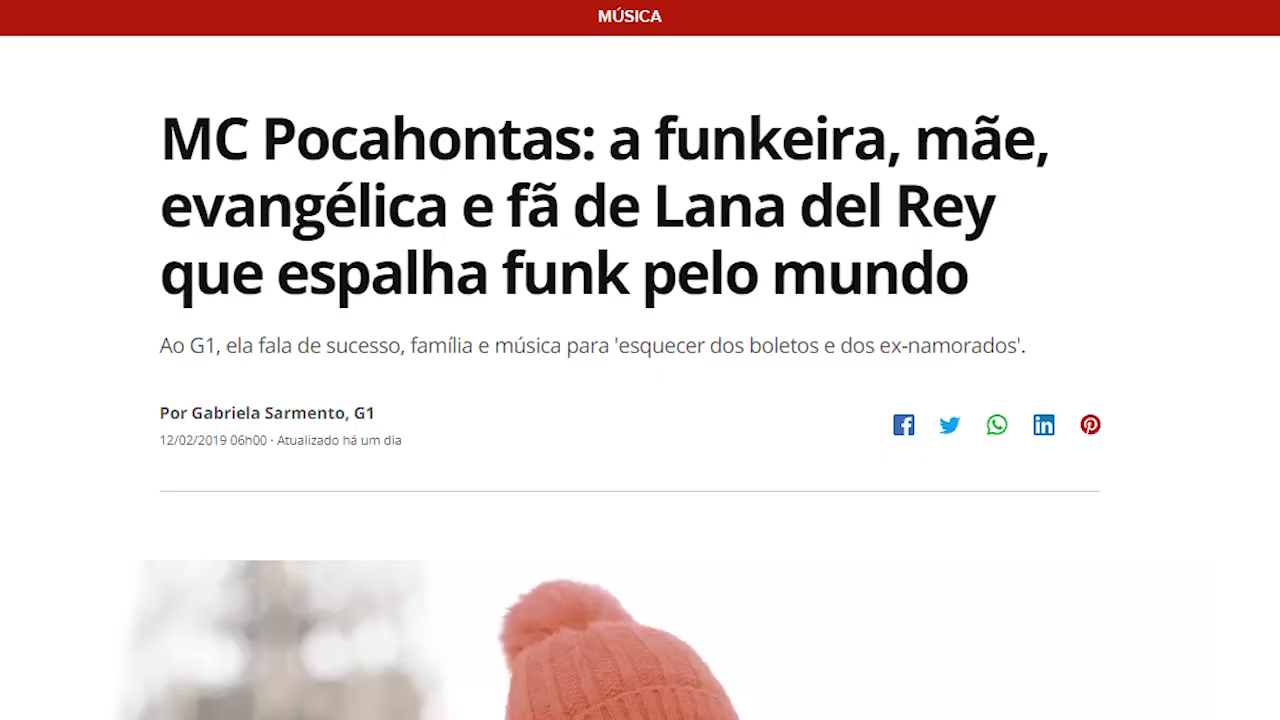 MÚSICA
MC Pocahontas: a funkeira, mãe,
evangélica e fã de Lana del Rey
que espalha funk pelo mundo
Ao G1, ela fala de sucesso, família e música para 'esquecer dos boletos e dos ex-namorados'.
Por Gabriela Sarmento, G1
12/02/2019 06h00 · Atualizado há um dia